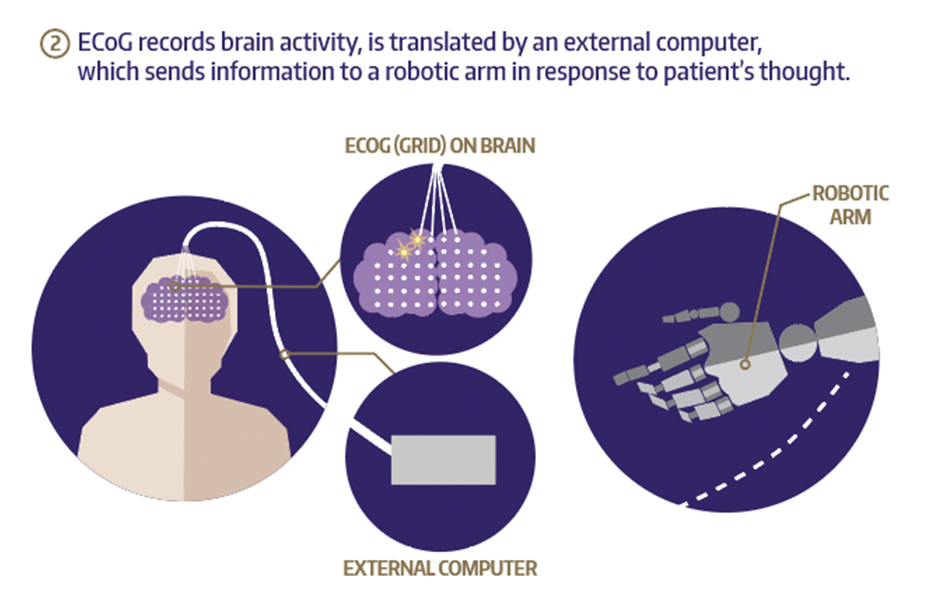 ② ECoG records brain activity, is translated by an external computer,
which sends information to a robotic arm in response to patient's thought.
ECOG (GRID) ON BRAIN
ROBOTIC
ARM
EXTERNAL COMPUTER